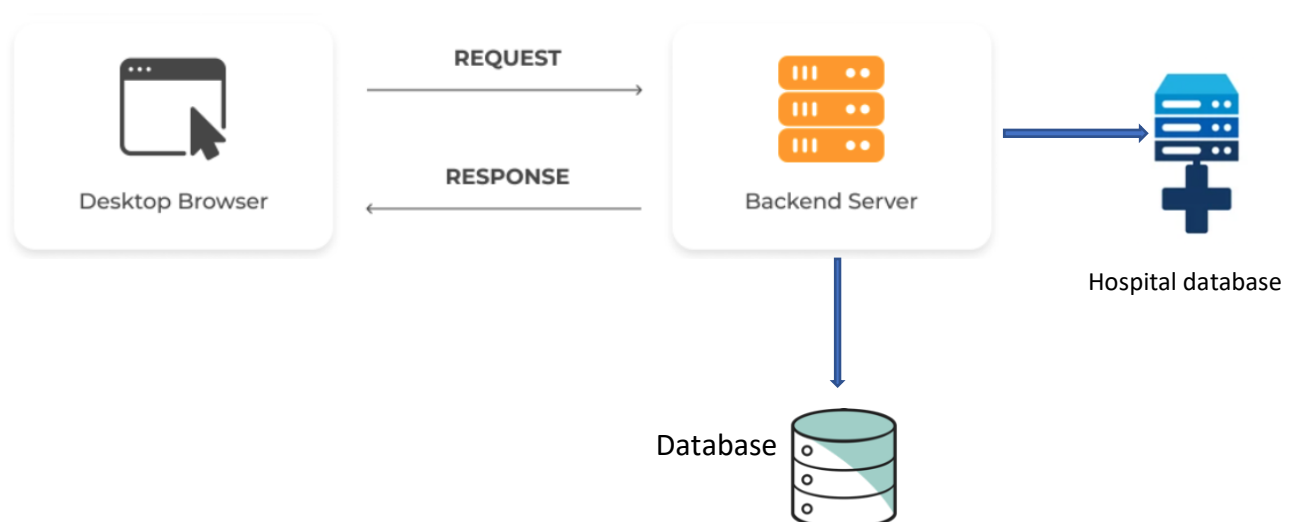 REQUEST
RESPONSE
Desktop Browser
Backend Server
Hospital database
Database